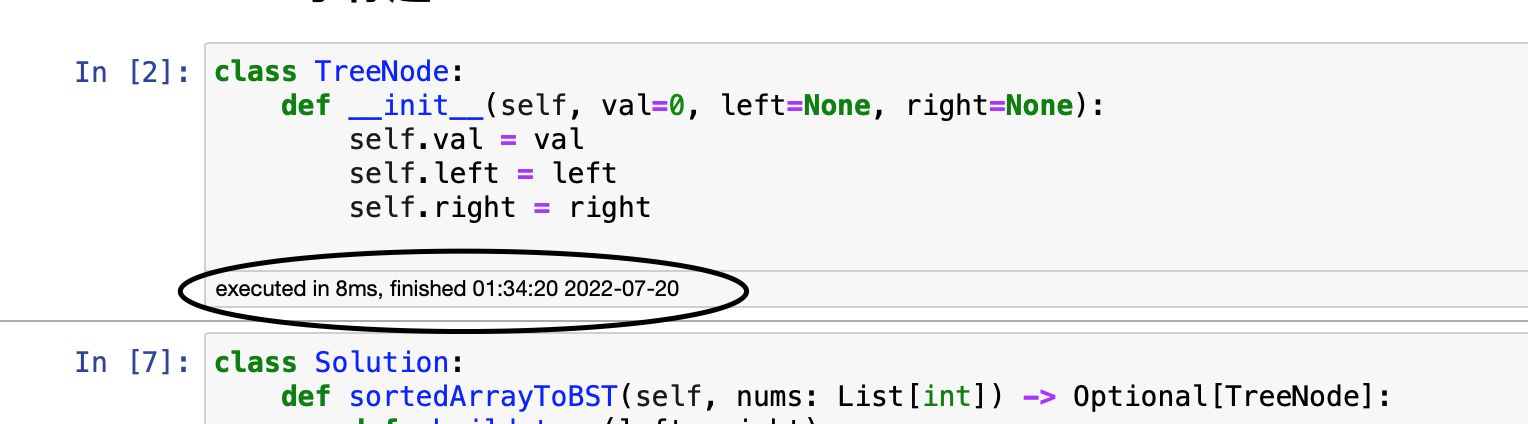 In [2]:
class TreeNode:
    def __init__(self, val=0, left=None, right=None):
        self.val = val
        self.left = left
        self.right = right
executed in 8ms, finished 01:34:20 2022-07-20
In [7]:
class Solution:
    def sortedArrayToBST(self, nums: List[int]) -> Optional[TreeNode]: